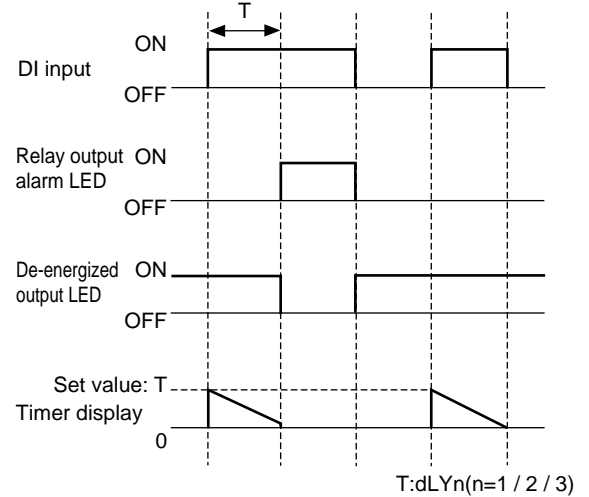 T
DI input
ON
OFF
Relay output
alarm LED
ON
OFF
De-energized
output LED
ON
OFF
Set value: T
Timer display
0
T:dLYn(n=1 / 2 / 3)